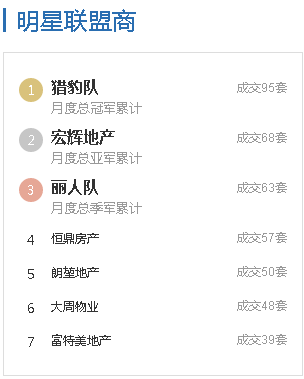 明星联盟商
1 猎豹队 成交95套
月度总冠军累计
2 宏辉地产 成交68套
月度总亚军累计
3 丽人队 成交63套
月度总季军累计
4 恒鼎房产 成交57套
5 朗堃地产 成交50套
6 大周物业 成交48套
7 富特美地产 成交39套